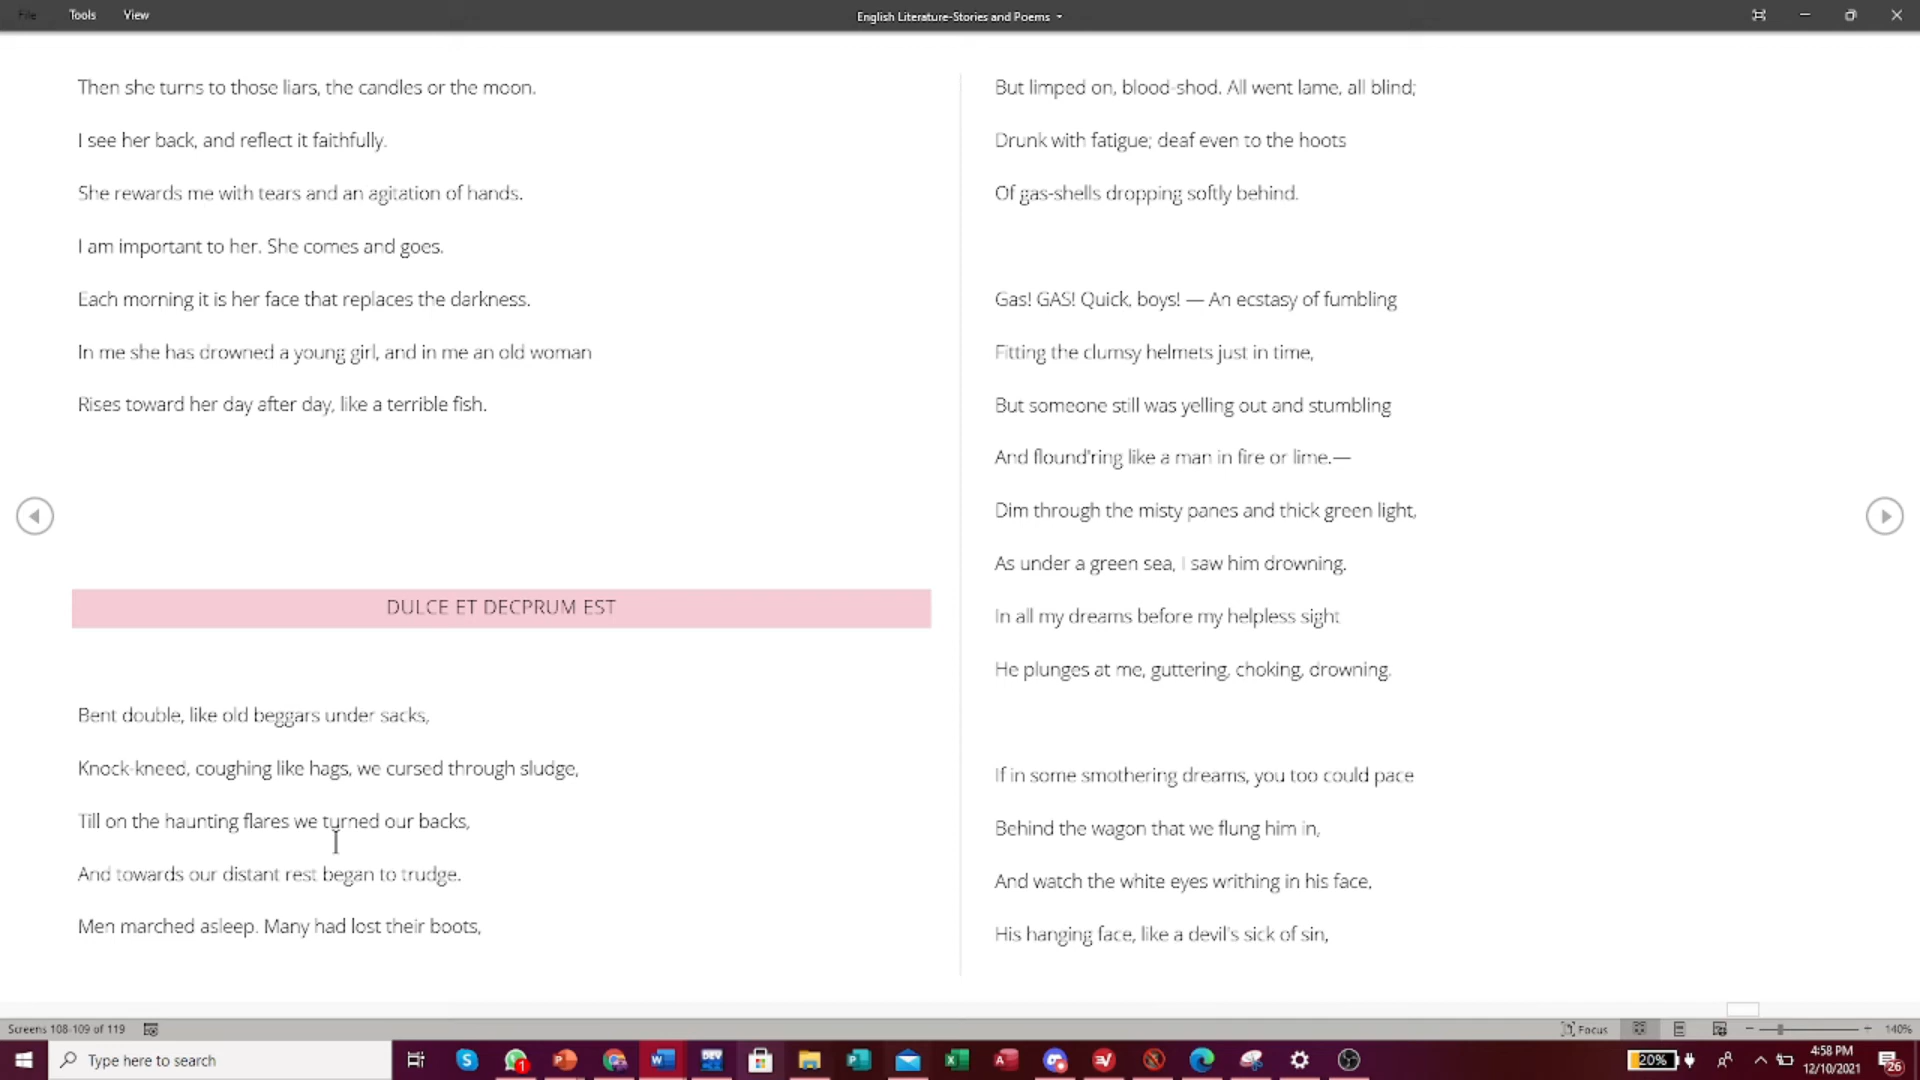 File Tools View English Literature-Stories and Poems
Then she turns to those liars, the candles or the moon.
I see her back, and reflect it faithfully.
She rewards me with tears and an agitation of hands.
I am important to her. She comes and goes.
Each morning it is her face that replaces the darkness.
In me she has drowned a young girl, and in me an old woman
Rises toward her day after day, like a terrible fish.
DULCE ET DECPRUM EST
Bent double, like old beggars under sacks,
Knock-kneed, coughing like hags, we cursed through sludge,
Till on the haunting flares we turned our backs,
And towards our distant rest began to trudge.
Men marched asleep. Many had lost their boots,
But limped on, blood-shod. All went lame, all blind;
Drunk with fatigue; deaf even to the hoots
Of gas-shells dropping softly behind.
Gas! GAS! Quick, boys! — An ecstasy of fumbling
Fitting the clumsy helmets just in time,
But someone still was yelling out and stumbling
And flound'ring like a man in fire or lime.—
Dim through the misty panes and thick green light,
As under a green sea, I saw him drowning.
In all my dreams before my helpless sight
He plunges at me, guttering, choking, drowning.
If in some smothering dreams, you too could pace
Behind the wagon that we flung him in,
And watch the white eyes writhing in his face,
His hanging face, like a devil's sick of sin,
Screens 108-109 of 119 Focus 140%
Type here to search 20% 4:58 PM
12/10/2021 26